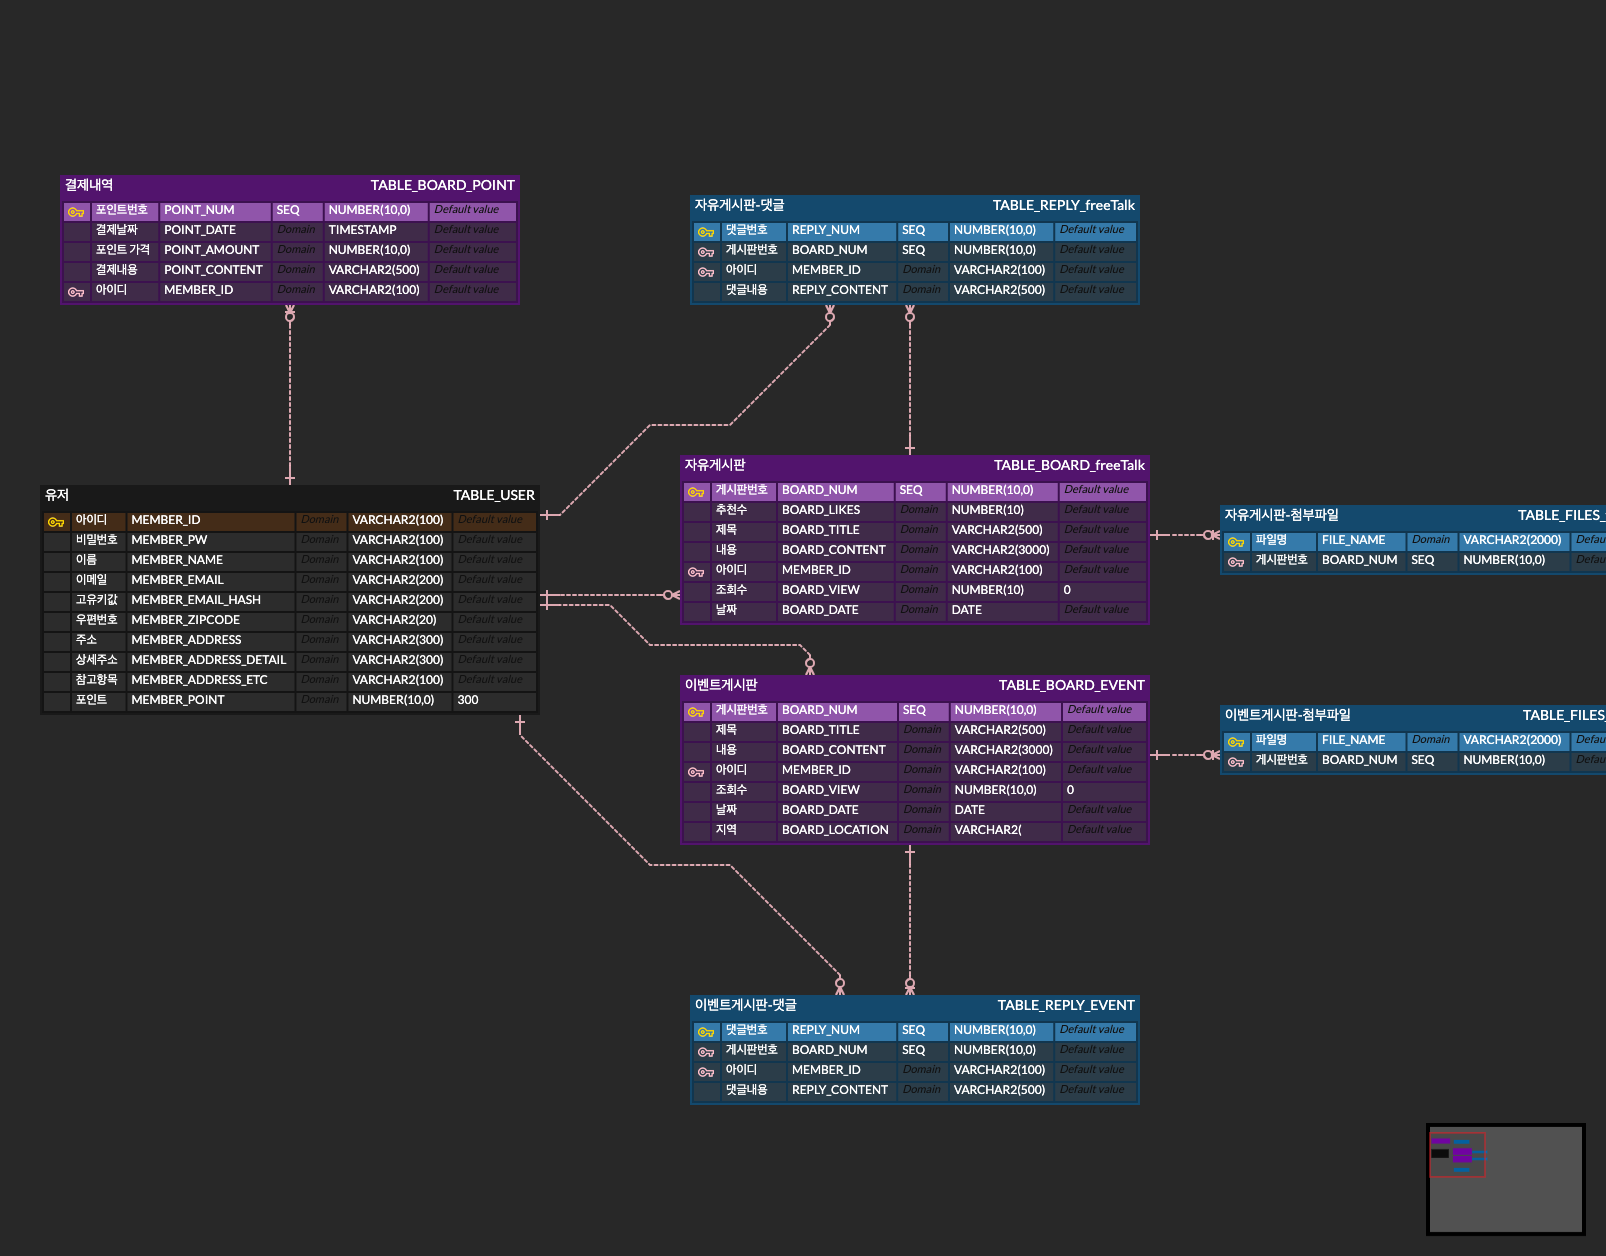 결제내역 TABLE_BOARD_POINT
포인트번호 POINT_NUM SEQ NUMBER(10,0) Default value
결제날짜 POINT_DATE Domain TIMESTAMP Default value
포인트 가격 POINT_AMOUNT Domain NUMBER(10,0) Default value
결제내용 POINT_CONTENT Domain VARCHAR2(500) Default value
아이디 MEMBER_ID Domain VARCHAR2(100) Default value
자유게시판-댓글 TABLE_REPLY_freeTalk
댓글번호 REPLY_NUM SEQ NUMBER(10,0) Default value
게시판번호 BOARD_NUM SEQ NUMBER(10,0) Default value
아이디 MEMBER_ID Domain VARCHAR2(100) Default value
댓글내용 REPLY_CONTENT Domain VARCHAR2(500) Default value
유저 TABLE_USER
아이디 MEMBER_ID Domain VARCHAR2(100) Default value
비밀번호 MEMBER_PW Domain VARCHAR2(100) Default value
이름 MEMBER_NAME Domain VARCHAR2(100) Default value
이메일 MEMBER_EMAIL Domain VARCHAR2(200) Default value
고유키값 MEMBER_EMAIL_HASH Domain VARCHAR2(200) Default value
우편번호 MEMBER_ZIPCODE Domain VARCHAR2(20) Default value
주소 MEMBER_ADDRESS Domain VARCHAR2(300) Default value
상세주소 MEMBER_ADDRESS_DETAIL Domain VARCHAR2(300) Default value
참고항목 MEMBER_ADDRESS_ETC Domain VARCHAR2(100) Default value
포인트 MEMBER_POINT Domain NUMBER(10,0) 300
자유게시판 TABLE_BOARD_freeTalk
게시판번호 BOARD_NUM SEQ NUMBER(10,0) Default value
추천수 BOARD_LIKES Domain NUMBER(10) Default value
제목 BOARD_TITLE Domain VARCHAR2(500) Default value
내용 BOARD_CONTENT Domain VARCHAR2(3000) Default value
아이디 MEMBER_ID Domain VARCHAR2(100) Default value
조회수 BOARD_VIEW Domain NUMBER(10) 0
날짜 BOARD_DATE Domain DATE Default value
자유게시판-첨부파일 TABLE_FILES_
파일명 FILE_NAME Domain VARCHAR2(2000) Defau
게시판번호 BOARD_NUM SEQ NUMBER(10,0) Defau
이벤트게시판 TABLE_BOARD_EVENT
게시판번호 BOARD_NUM SEQ NUMBER(10,0) Default value
제목 BOARD_TITLE Domain VARCHAR2(500) Default value
내용 BOARD_CONTENT Domain VARCHAR2(3000) Default value
아이디 MEMBER_ID Domain VARCHAR2(100) Default value
조회수 BOARD_VIEW Domain NUMBER(10,0) 0
날짜 BOARD_DATE Domain DATE Default value
지역 BOARD_LOCATION Domain VARCHAR2( Default value
이벤트게시판-첨부파일 TABLE_FILES_
파일명 FILE_NAME Domain VARCHAR2(2000) Defau
게시판번호 BOARD_NUM SEQ NUMBER(10,0) Defau
이벤트게시판-댓글 TABLE_REPLY_EVENT
댓글번호 REPLY_NUM SEQ NUMBER(10,0) Default value
게시판번호 BOARD_NUM SEQ NUMBER(10,0) Default value
아이디 MEMBER_ID Domain VARCHAR2(100) Default value
댓글내용 REPLY_CONTENT Domain VARCHAR2(500) Default value